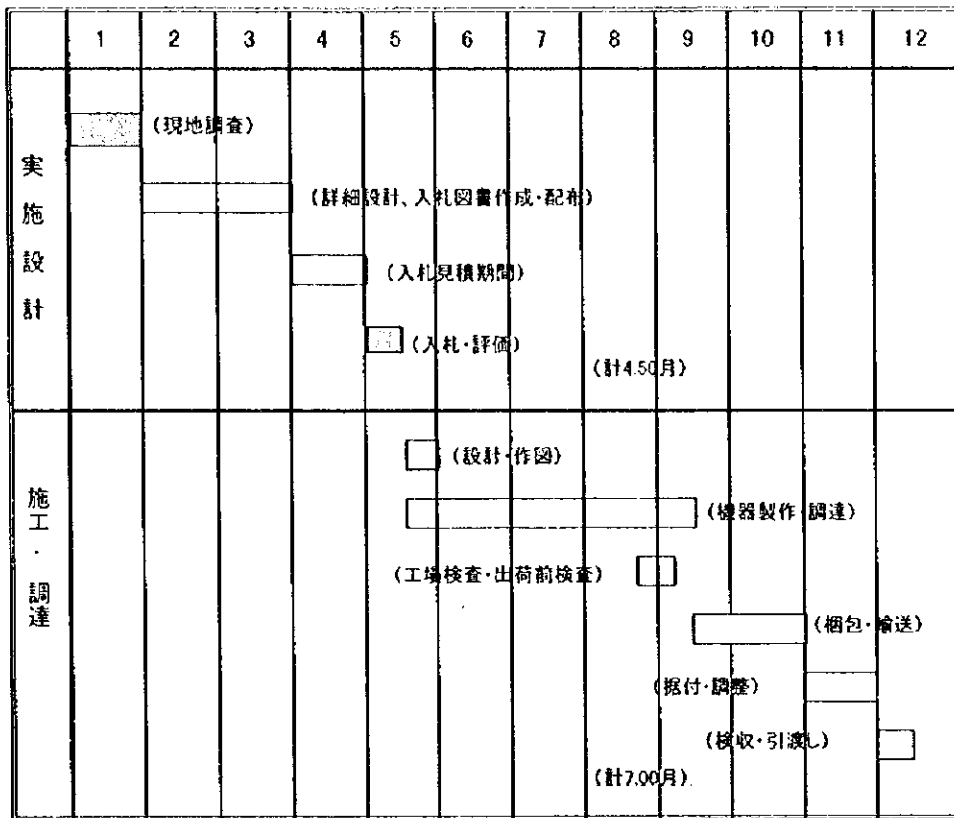 1 2 3 4 5 6 7 8 9 10 11 12
実施設計
(現地調査)
(詳細設計、入札図書作成・配布)
(入札見積期間)
(入札・評価)
(計4.50月)
施工・調達
(設計・作図)
(機器製作・調達)
(工場検査・出荷前検査)
(梱包・輸送)
(据付・調整)
(検収・引渡し)
(計7.00月)